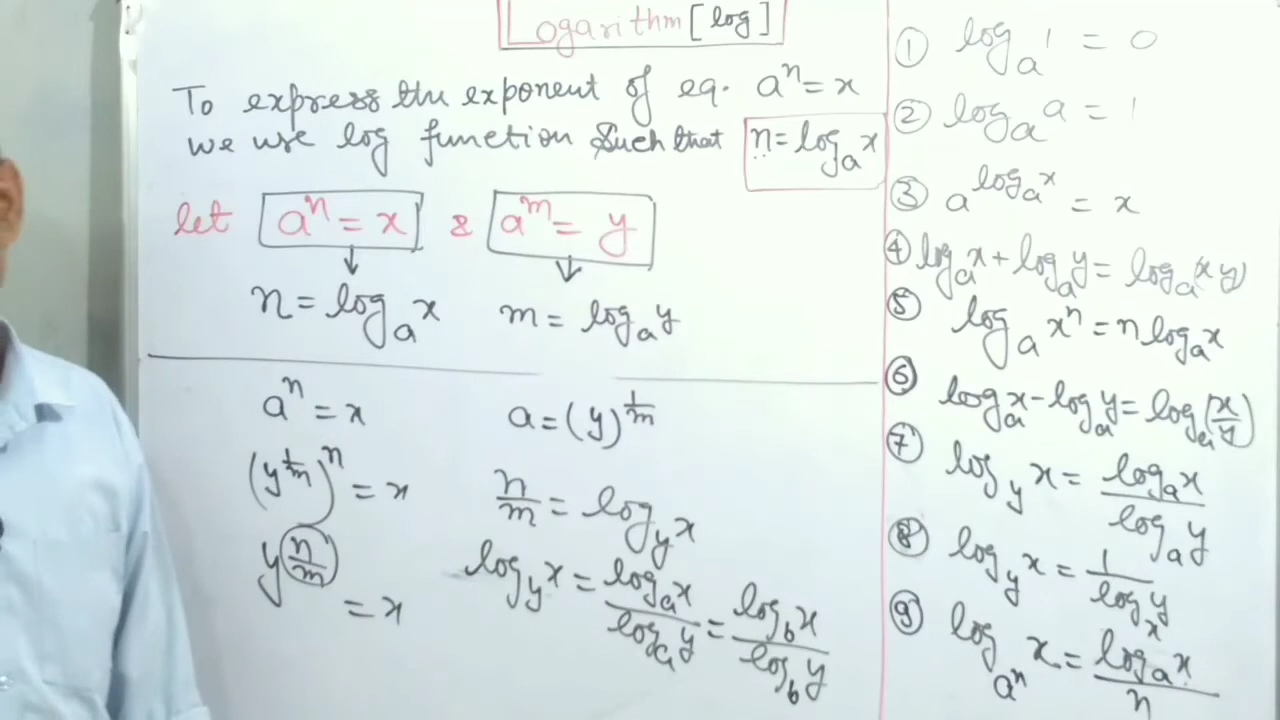 Logarithm [log]
To express the exponent of eq. aⁿ = x
we use log function such that n = logₐ x
let aⁿ = x & aᵐ = y
n = logₐ x m = logₐ y
aⁿ = x a = (y)^(1/m)
(y^(1/m))ⁿ = x n/m = log_y x
y^(n/m) = x log_y x = logₐ x / logₐ y = log_b x / log_b y
① logₐ 1 = 0
② logₐ a = 1
③ a^(logₐ x) = x
④ logₐ x + logₐ y = logₐ (x y)
⑤ logₐ xⁿ = n logₐ x
⑥ logₐ x - logₐ y = logₐ (x/y)
⑦ log_y x = logₐ x / logₐ y
⑧ log_y x = 1 / log_x y
⑨ log_(aⁿ) x = logₐ x / n